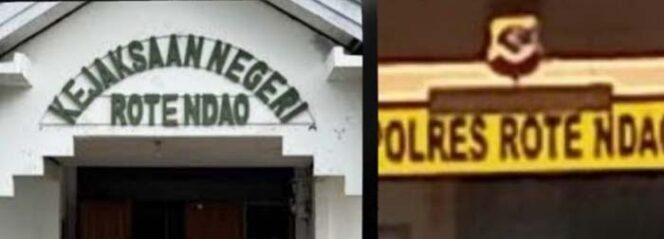 KEJAKSAAN NEGERI
ROTE NDAO
POLRES ROTE NDAO